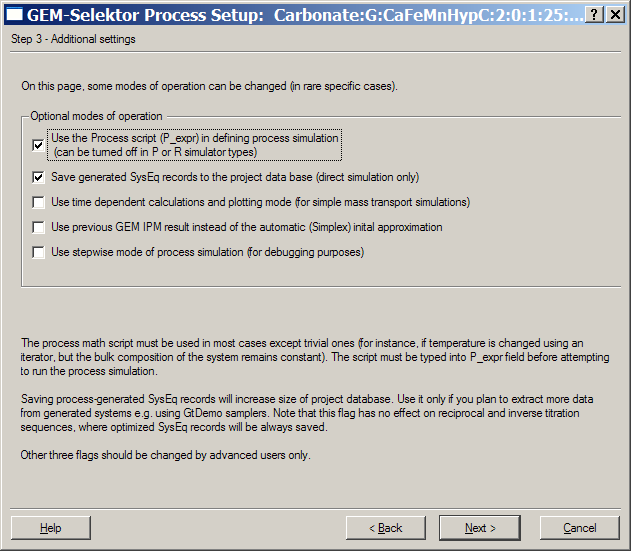 GEM-Selektor Process Setup:  Carbonate:G:CaFeMnHypC:2:0:1:25:...
Step 3 - Additional settings
On this page, some modes of operation can be changed (in rare specific cases).
Optional modes of operation
Use the Process script (P_expr) in defining process simulation
(can be turned off in P or R simulator types)
Save generated SysEq records to the project data base (direct simulation only)
Use time dependent calculations and plotting mode (for simple mass transport simulations)
Use previous GEM IPM result instead of the automatic (Simplex) inital approximation
Use stepwise mode of process simulation (for debugging purposes)
The process math script must be used in most cases except trivial ones (for instance, if temperature is changed using an
iterator, but the bulk composition of the system remains constant). The script must be typed into P_expr field before attempting
to run the process simulation.
Saving process-generated SysEq records will increase size of project database. Use it only if you plan to extract more data
from generated systems e.g. using GtDemo samplers. Note that this flag has no effect on reciprocal and inverse titration
sequences, where optimized SysEq records will be always saved.
Other three flags should be changed by advanced users only.
Help
< Back
Next >
Cancel